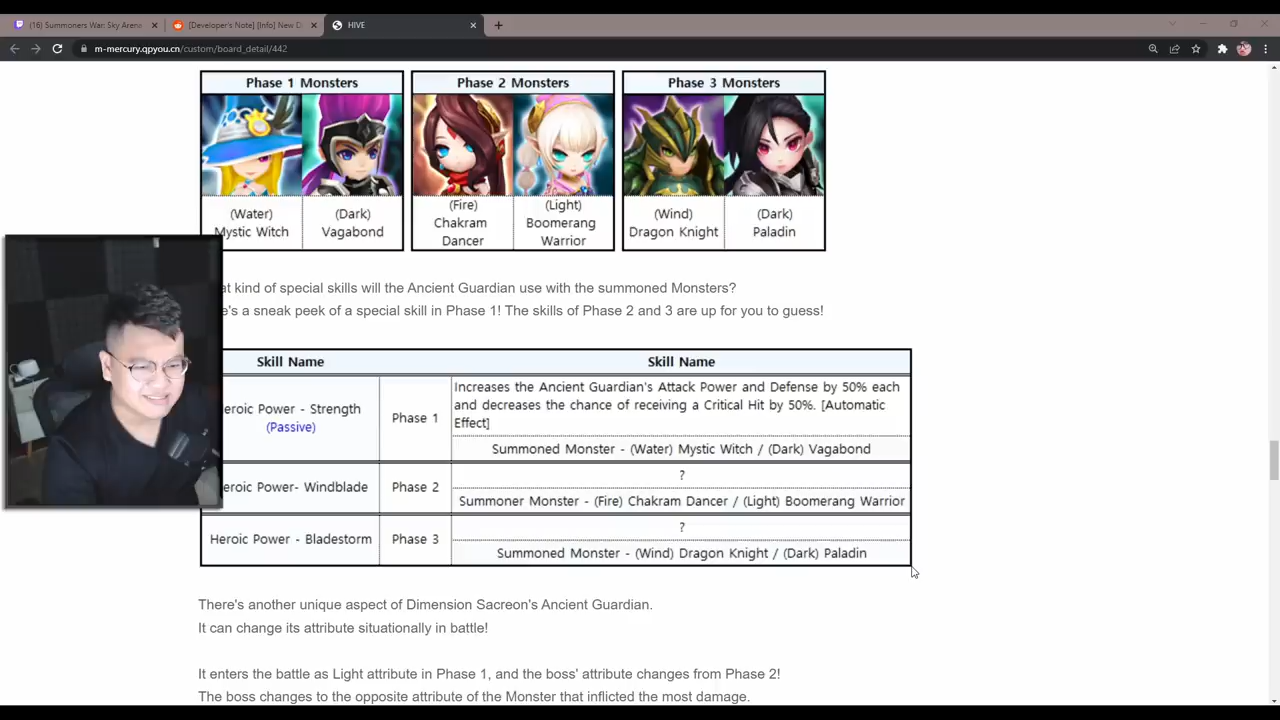 (16) Summoners War: Sky Arena
[Developer's Note] [Info] New D
HIVE
m-mercury.qpyou.cn/custom/board_detail/442
Phase 1 Monsters
Phase 2 Monsters
Phase 3 Monsters
(Water)
Mystic Witch
(Dark)
Vagabond
(Fire)
Chakram
Dancer
(Light)
Boomerang
Warrior
(Wind)
Dragon Knight
(Dark)
Paladin
at kind of special skills will the Ancient Guardian use with the summoned Monsters?
e's a sneak peek of a special skill in Phase 1! The skills of Phase 2 and 3 are up for you to guess!
Skill Name
Skill Name
eroic Power - Strength
(Passive)
Phase 1
Increases the Ancient Guardian's Attack Power and Defense by 50% each
and decreases the chance of receiving a Critical Hit by 50%. [Automatic
Effect]
Summoned Monster - (Water) Mystic Witch / (Dark) Vagabond
eroic Power- Windblade
Phase 2
?
Summoner Monster - (Fire) Chakram Dancer / (Light) Boomerang Warrior
Heroic Power - Bladestorm
Phase 3
?
Summoned Monster - (Wind) Dragon Knight / (Dark) Paladin
There's another unique aspect of Dimension Sacreon's Ancient Guardian.
It can change its attribute situationally in battle!
It enters the battle as Light attribute in Phase 1, and the boss' attribute changes from Phase 2!
The boss changes to the opposite attribute of the Monster that inflicted the most damage.